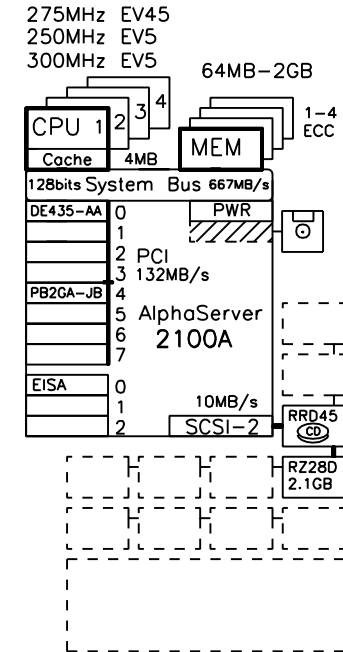 275MHz EV45
250MHz EV5
300MHz EV5
64MB-2GB
CPU 1 2 3 4
1-4
ECC
MEM
Cache 4MB
128bits System Bus 667MB/s
DE435-AA 0 PWR
1
2 PCI
3 132MB/s
PB2GA-JB 4
5 AlphaServer
6 2100A
7
EISA 0
1 10MB/s
2 SCSI-2
RRD45
CD
RZ28D
2.1GB